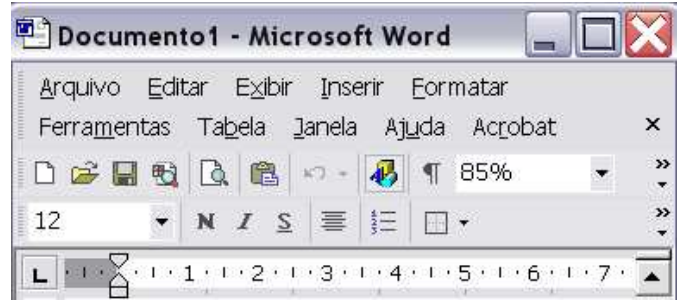 Documento1 - Microsoft Word
Arquivo Editar Exibir Inserir Formatar
Ferramentas Tabela Janela Ajuda Acrobat
¶ 85%
12 N I S
L 1 2 3 4 5 6 7